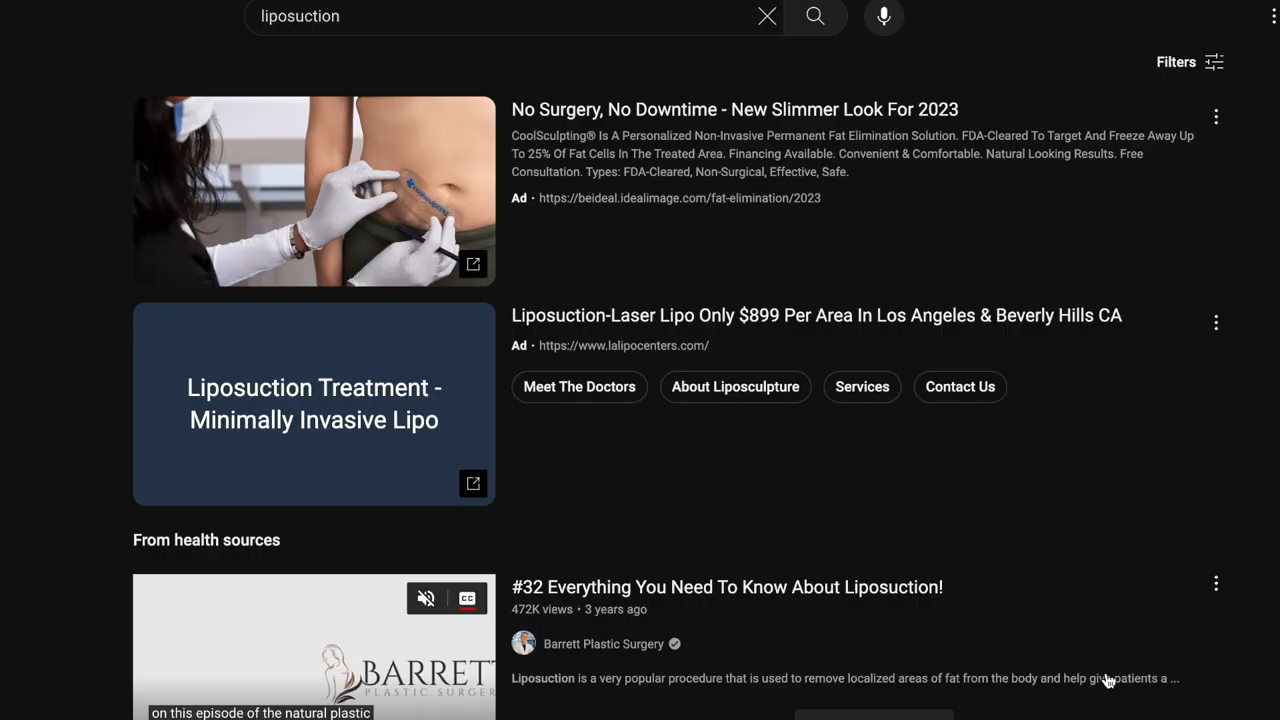 liposuction
Filters
No Surgery, No Downtime - New Slimmer Look For 2023
CoolSculpting® Is A Personalized Non-Invasive Permanent Fat Elimination Solution. FDA-Cleared To Target And Freeze Away Up
To 25% Of Fat Cells In The Treated Area. Financing Available. Convenient & Comfortable. Natural Looking Results. Free
Consultation. Types: FDA-Cleared, Non-Surgical, Effective, Safe.
Ad · https://beideal.idealimage.com/fat-elimination/2023
coolsculpting
Liposuction Treatment -
Minimally Invasive Lipo
Liposuction-Laser Lipo Only $899 Per Area In Los Angeles & Beverly Hills CA
Ad · https://www.lalipocenters.com/
Meet The Doctors
About Liposculpture
Services
Contact Us
From health sources
CC
BARRETT
PLASTIC SURGER
on this episode of the natural plastic
#32 Everything You Need To Know About Liposuction!
472K views · 3 years ago
Barrett Plastic Surgery
Liposuction is a very popular procedure that is used to remove localized areas of fat from the body and help patients a ...